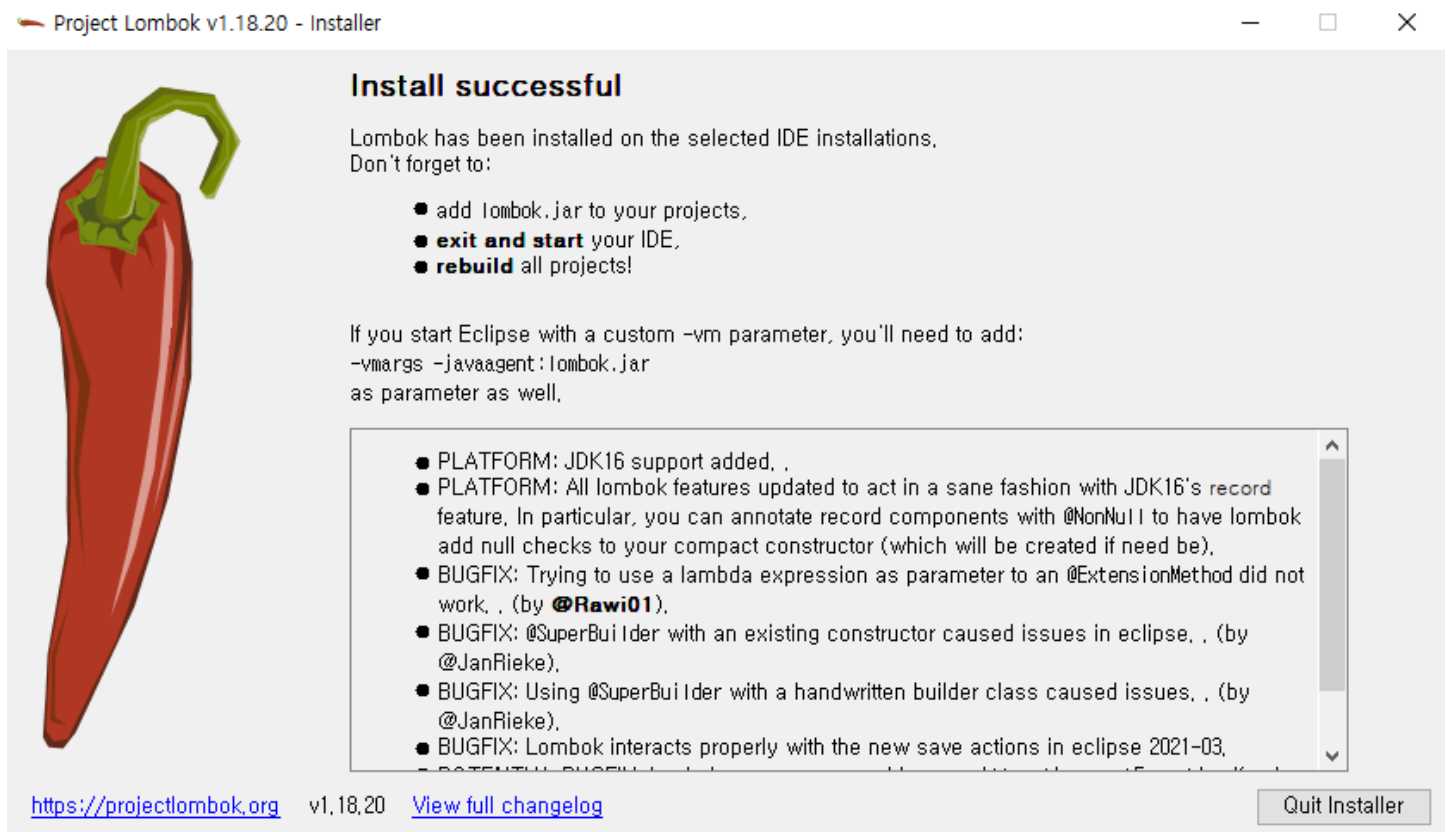 Project Lombok v1.18.20 - Installer
Install successful
Lombok has been installed on the selected IDE installations.
Don't forget to:
● add lombok.jar to your projects,
● exit and start your IDE,
● rebuild all projects!
If you start Eclipse with a custom -vm parameter, you'll need to add:
-vmargs -javaagent:lombok.jar
as parameter as well.
● PLATFORM: JDK16 support added. .
● PLATFORM: All lombok features updated to act in a sane fashion with JDK16's record
feature. In particular, you can annotate record components with @NonNull to have lombok
add null checks to your compact constructor (which will be created if need be).
● BUGFIX: Trying to use a lambda expression as parameter to an @ExtensionMethod did not
work. . (by @Rawi01).
● BUGFIX: @SuperBuilder with an existing constructor caused issues in eclipse. . (by
@JanRieke).
● BUGFIX: Using @SuperBuilder with a handwritten builder class caused issues. . (by
@JanRieke).
● BUGFIX: Lombok interacts properly with the new save actions in eclipse 2021-03.
https://projectlombok.org v1.18.20 View full changelog Quit Installer